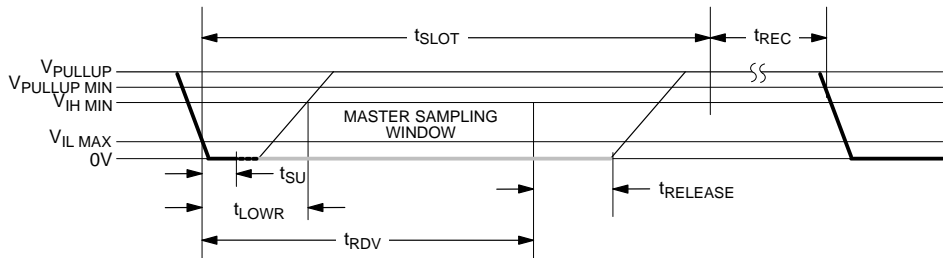 tSLOT
tREC
VPULLUP
VPULLUP MIN
VIH MIN
MASTER SAMPLING
WINDOW
VIL MAX
0V
tSU
tRELEASE
tLOWR
tRDV